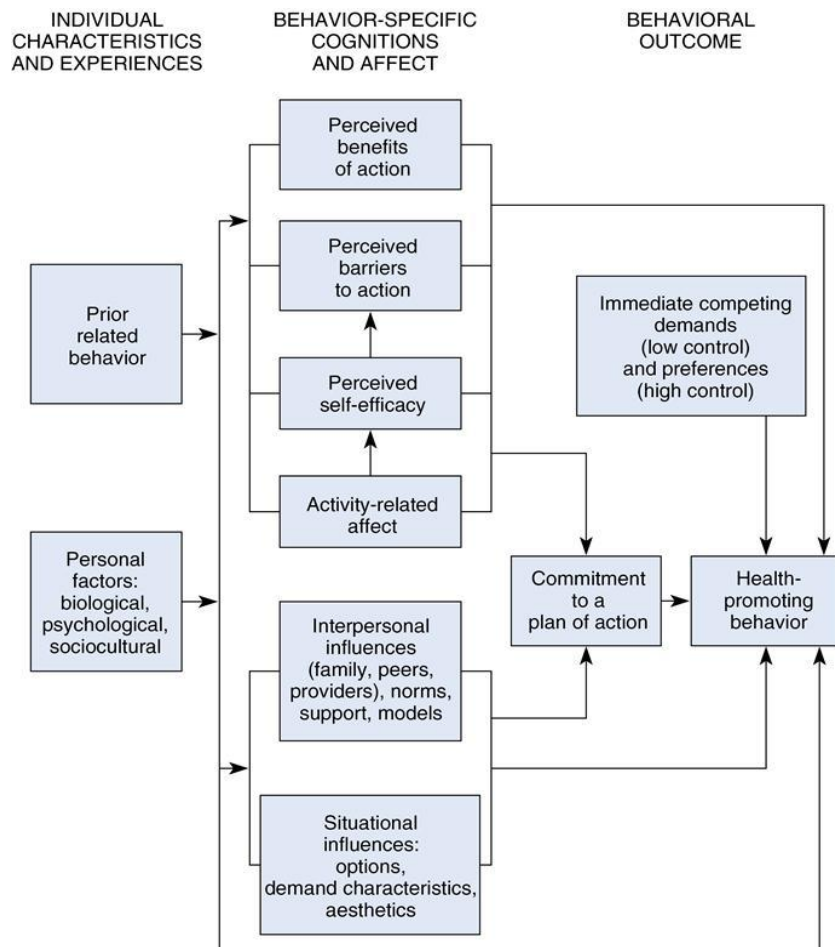 INDIVIDUAL
CHARACTERISTICS
AND EXPERIENCES
BEHAVIOR-SPECIFIC
COGNITIONS
AND AFFECT
BEHAVIORAL
OUTCOME
Perceived
benefits
of action
Perceived
barriers
to action
Prior
related
behavior
Immediate competing
demands
(low control)
and preferences
(high control)
Perceived
self-efficacy
Activity-related
affect
Personal
factors:
biological,
psychological,
sociocultural
Commitment
to a
plan of action
Health-
promoting
behavior
Interpersonal
influences
(family, peers,
providers), norms,
support, models
Situational
influences:
options,
demand characteristics,
aesthetics